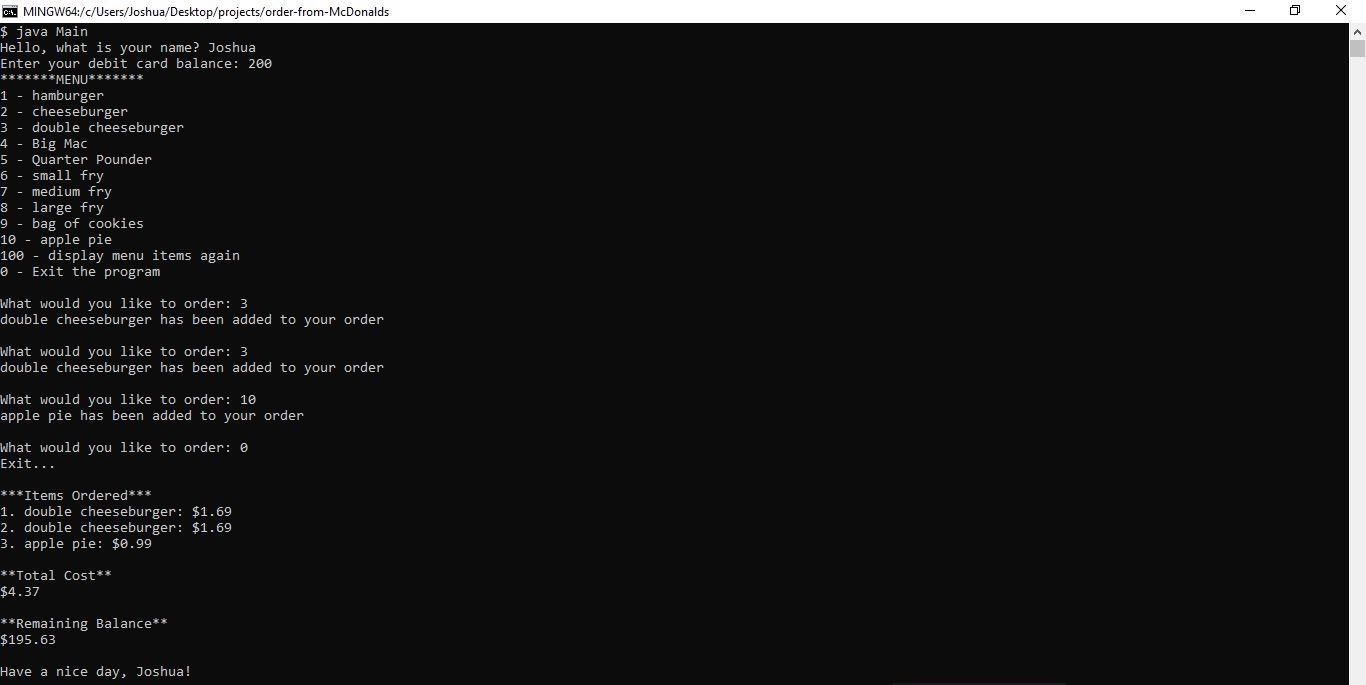 MINGW64:/c/Users/Joshua/Desktop/projects/order-from-McDonalds
$ java Main
Hello, what is your name? Joshua
Enter your debit card balance: 200
*******MENU*******
1 - hamburger
2 - cheeseburger
3 - double cheeseburger
4 - Big Mac
5 - Quarter Pounder
6 - small fry
7 - medium fry
8 - large fry
9 - bag of cookies
10 - apple pie
100 - display menu items again
0 - Exit the program
What would you like to order: 3
double cheeseburger has been added to your order
What would you like to order: 3
double cheeseburger has been added to your order
What would you like to order: 10
apple pie has been added to your order
What would you like to order: 0
Exit...
***Items Ordered***
1. double cheeseburger: $1.69
2. double cheeseburger: $1.69
3. apple pie: $0.99
**Total Cost**
$4.37
**Remaining Balance**
$195.63
Have a nice day, Joshua!